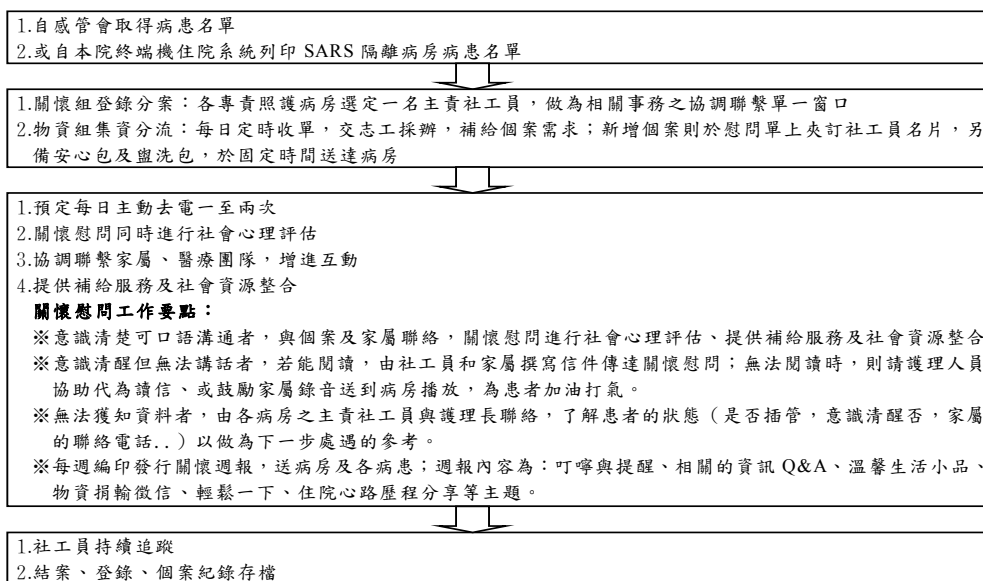 1.自感管會取得病患名單
2.或自本院終端機住院系統列印 SARS 隔離病房病患名單
1.關懷組登錄分案：各專責照護病房選定一名主責社工員，做為相關事務之協調聯繫單一窗口
2.物資組集資分流：每日定時收單，交志工採辦，補給個案需求；新增個案則於慰問單上夾訂社工員名片，另
備安心包及盥洗包，於固定時間送達病房
1.預定每日主動去電一至兩次
2.關懷慰問同時進行社會心理評估
3.協調聯繫家屬、醫療團隊，增進互動
4.提供補給服務及社會資源整合
關懷慰問工作要點：
※意識清楚可口語溝通者，與個案及家屬聯絡，關懷慰問進行社會心理評估、提供補給服務及社會資源整合
※意識清醒但無法講話者，若能閱讀，由社工員和家屬撰寫信件傳達關懷慰問；無法閱讀時，則請護理人員
協助代為讀信、或鼓勵家屬錄音送到病房播放，為患者加油打氣。
※無法獲知資料者，由各病房之主責社工員與護理長聯絡，了解患者的狀態（是否插管，意識清醒否，家屬
的聯絡電話..）以做為下一步處遇的參考。
※每週編印發行關懷週報，送病房及各病患；週報內容為：叮嚀與提醒、相關的資訊 Q&A、溫馨生活小品、
物資捐輸徵信、輕鬆一下、住院心路歷程分享等主題。
1.社工員持續追蹤
2.結案、登錄、個案紀錄存檔